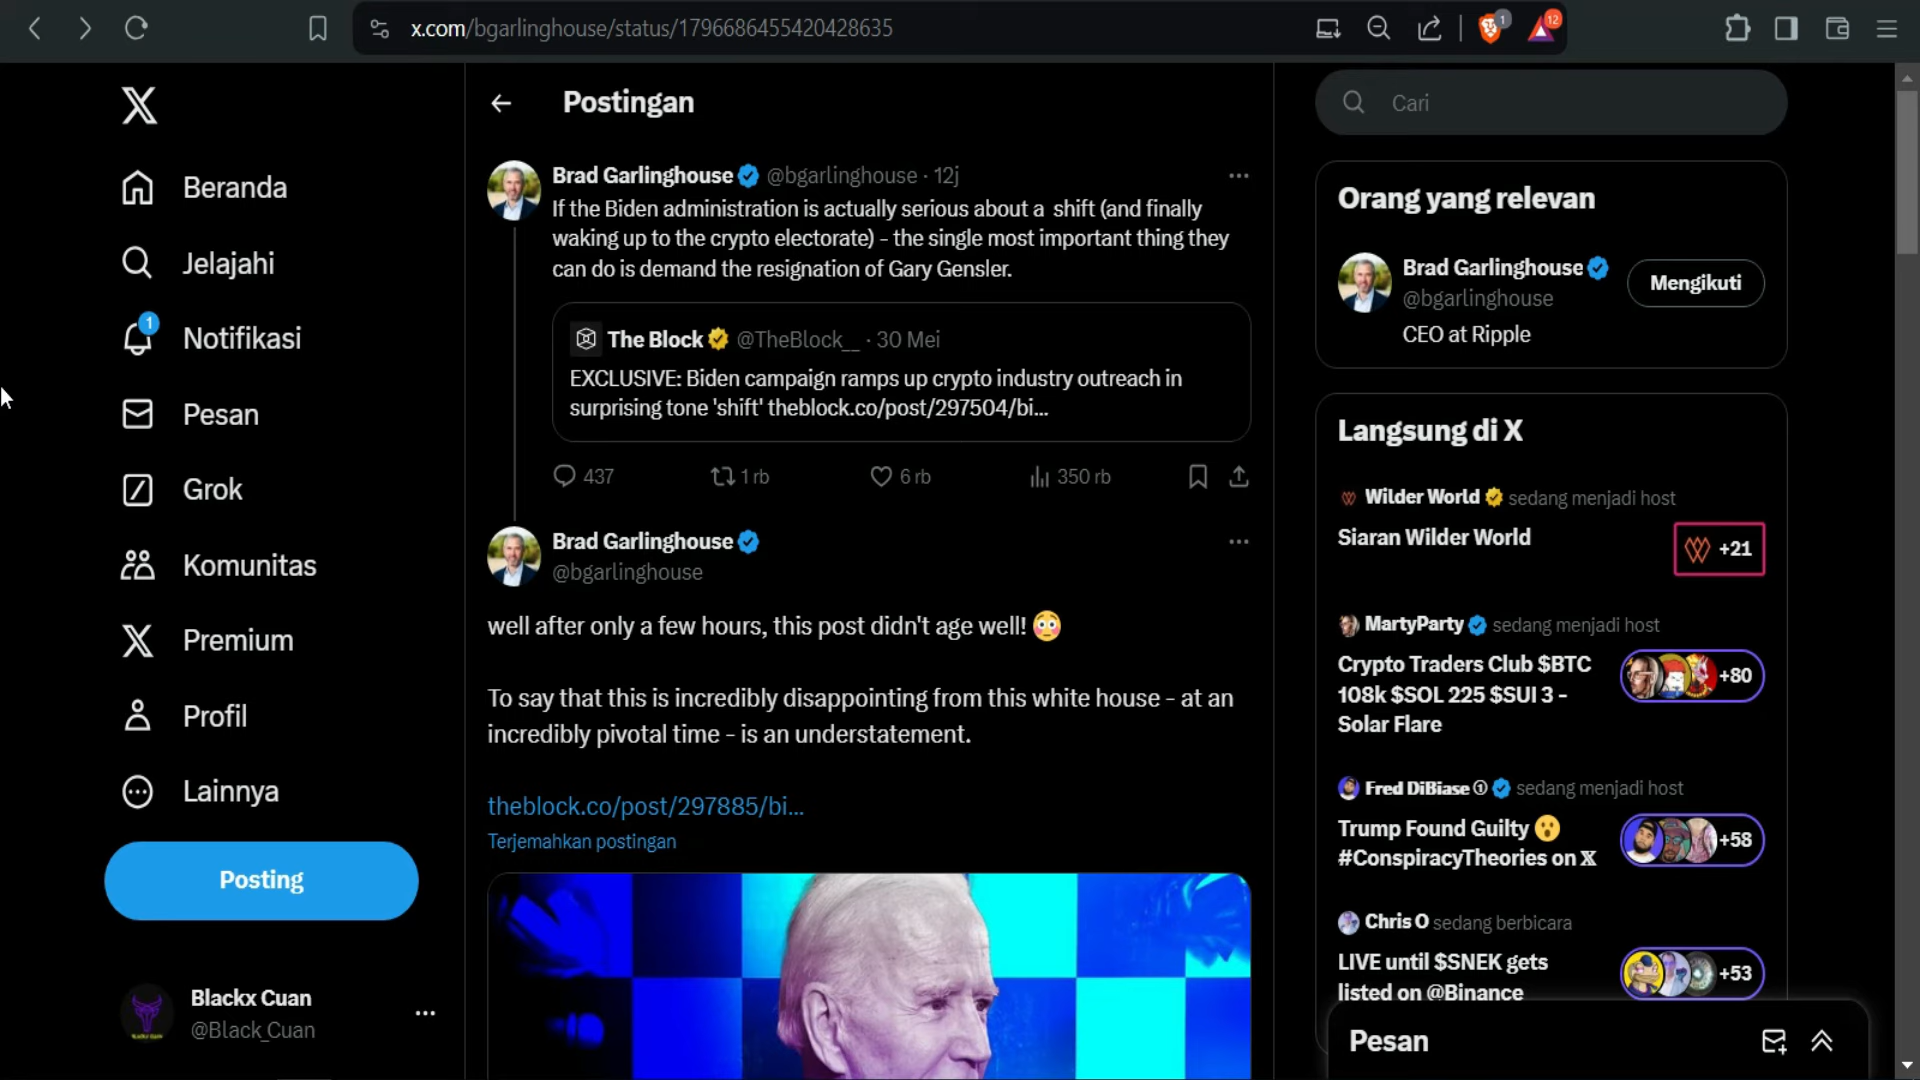 x.com/bgarlinghouse/status/1796686455420428635
1
12
Postingan
Cari
Beranda
Jelajahi
1
Notifikasi
Pesan
Grok
Komunitas
Premium
Profil
Lainnya
Posting
Blackx Cuan
@Black_Cuan
Brad Garlinghouse @bgarlinghouse · 12j
If the Biden administration is actually serious about a shift (and finally
waking up to the crypto electorate) - the single most important thing they
can do is demand the resignation of Gary Gensler.
The Block @TheBlock__ · 30 Mei
EXCLUSIVE: Biden campaign ramps up crypto industry outreach in
surprising tone 'shift' theblock.co/post/297504/bi...
437 1 rb 6 rb 350 rb
Brad Garlinghouse
@bgarlinghouse
well after only a few hours, this post didn't age well! 😳
To say that this is incredibly disappointing from this white house - at an
incredibly pivotal time - is an understatement.
theblock.co/post/297885/bi...
Terjemahkan postingan
Orang yang relevan
Brad Garlinghouse
@bgarlinghouse
Mengikuti
CEO at Ripple
Langsung di X
Wilder World sedang menjadi host
Siaran Wilder World
+21
MartyParty sedang menjadi host
Crypto Traders Club $BTC
108k $SOL 225 $SUI 3 -
Solar Flare
+80
Fred DiBiase ① sedang menjadi host
Trump Found Guilty 😮
#ConspiracyTheories on 𝕏
+58
Chris O sedang berbicara
LIVE until $SNEK gets
listed on @Binance
+53
Pesan